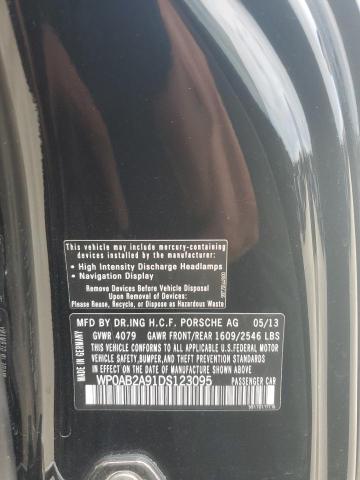 This vehicle may include mercury-containing
devices installed by the manufacturer:
• High Intensity Discharge Headlamps
• Navigation Display
Remove Devices Before Vehicle Disposal
Upon Removal of Devices
Please Reuse, Recycle, or Dispose as Hazardous Waste
MADE IN GERMANY
MFD BY DR.ING H.C.F. PORSCHE AG 05/13
GVWR 4079 GAWR FRONT/REAR 1609/2546 LBS
THIS VEHICLE CONFORMS TO ALL APPLICABLE U.S.FEDERAL MOTOR
VEHICLE SAFETY,BUMPER,AND THEFT PREVENTION STANDARDS
IN EFFECT ON THE DATE OF MANUFACTURE SHOWN ABOVE
WP0AB2A91DS123095 PASSENGER CAR